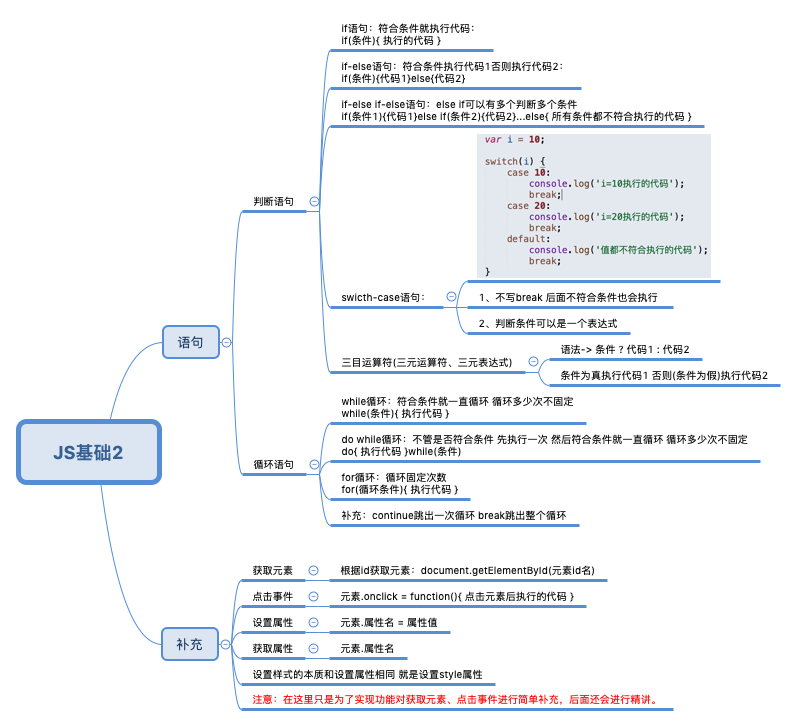 JS基础2
语句
判断语句
if语句：符合条件就执行代码：
if(条件){ 执行的代码 }
if-else语句：符合条件执行代码1否则执行代码2：
if(条件){代码1}else{代码2}
if-else if-else语句：else if可以有多个判断多个条件
if(条件1){代码1}else if(条件2){代码2}...else{ 所有条件都不符合执行的代码 }
swicth-case语句：
var i = 10;
switch(i) {
case 10:
console.log('i=10执行的代码');
break;
case 20:
console.log('i=20执行的代码');
break;
default:
console.log('值都不符合执行的代码');
break;
}
1、不写break 后面不符合条件也会执行
2、判断条件可以是一个表达式
三目运算符(三元运算符、三元表达式)
语法-> 条件 ? 代码1 : 代码2
条件为真执行代码1 否则(条件为假)执行代码2
循环语句
while循环：符合条件就一直循环 循环多少次不固定
while(条件){ 执行代码 }
do while循环：不管是否符合条件 先执行一次 然后符合条件就一直循环 循环多少次不固定
do{ 执行代码 }while(条件)
for循环：循环固定次数
for(循环条件){ 执行代码 }
补充：continue跳出一次循环 break跳出整个循环
补充
获取元素
根据id获取元素：document.getElementById(元素id名)
点击事件
元素.onclick = function(){ 点击元素后执行的代码 }
设置属性
元素.属性名 = 属性值
获取属性
元素.属性名
设置样式的本质和设置属性相同 就是设置style属性
注意：在这里只是为了实现功能对获取元素、点击事件进行简单补充，后面还会进行精讲。